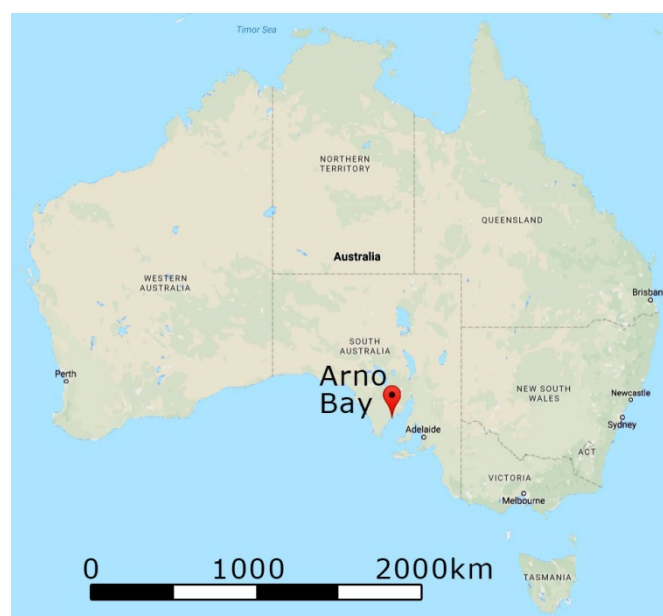 Timor Sea
NORTHERN
TERRITORY
QUEENSLAND
Australia
WESTERN
AUSTRALIA
Brisban
SOUTH
AUSTRALIA
Perth
Arno
Bay
NEW SOUTH
WALES
Newcastle
Adelaide
Sydney
ACT
VICTORIA
Melbourne
0 1000 2000km
TASMANIA